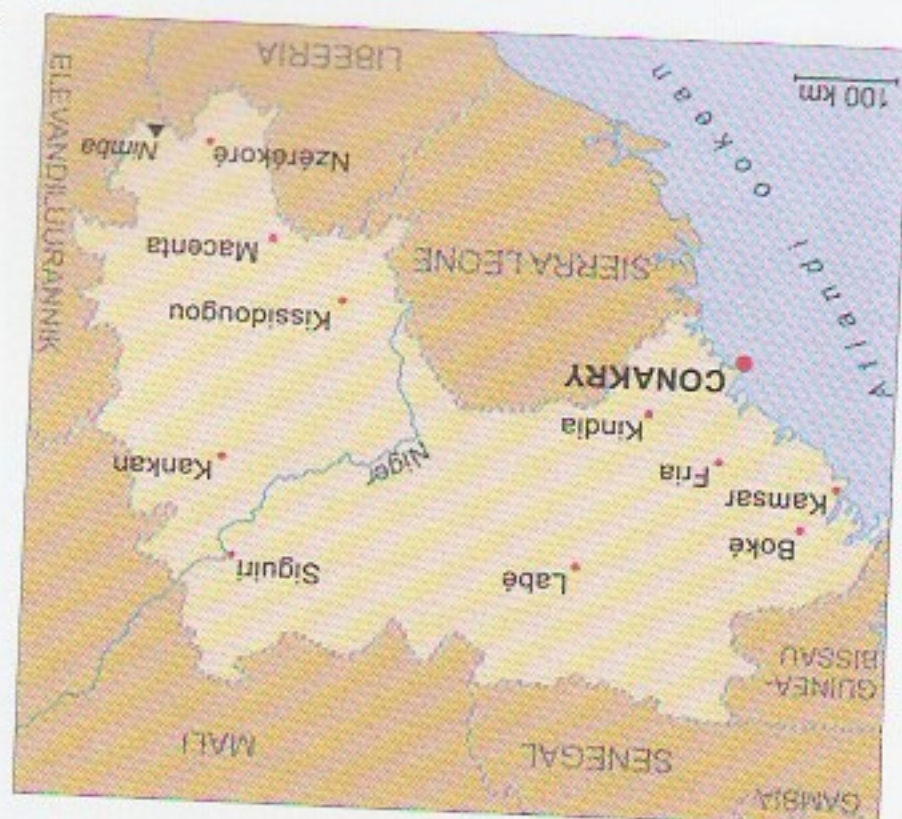 GAMBIA
SENEGAL
MALI
GUINEA-
BISSAU
Boké
Labé
Siguiri
Kamsar
Fria
Niger
Kankan
Kindia
CONAKRY
Kissidougou
SIERRA LEONE
Macenta
ELEVANDILUURANNIK
Atlandi ookean
Nzérékoré
Nimba
LIBEERIA
100 km